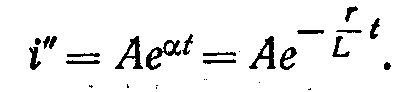 i″ = Ae^{αt} = Ae^{-\frac{r}{L}t}.